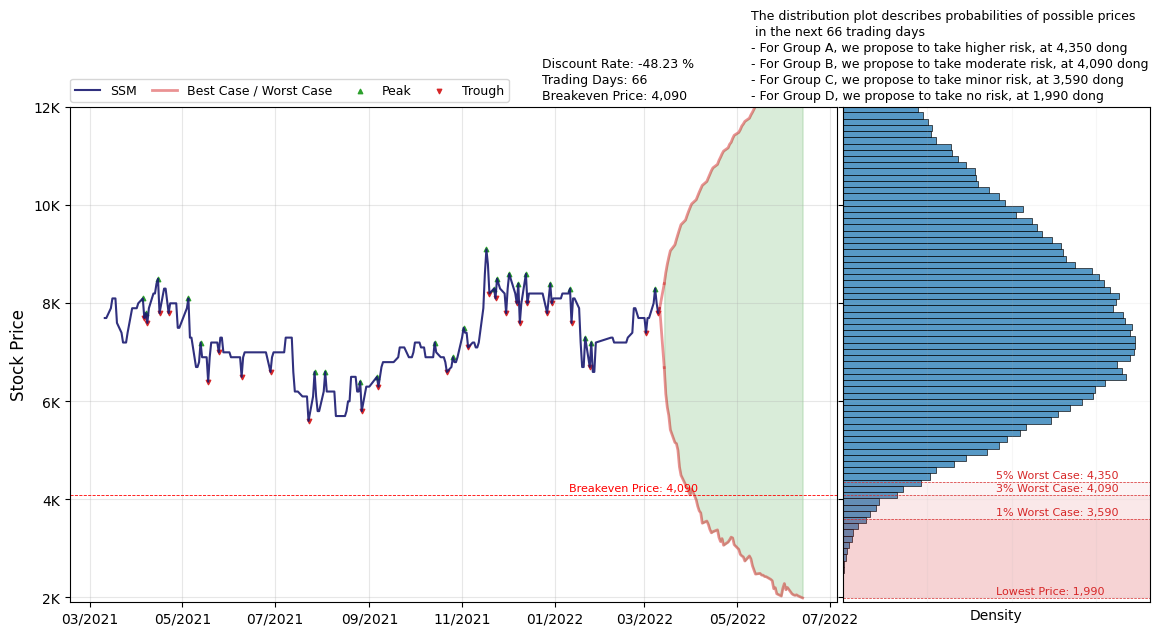 The distribution plot describes probabilities of possible prices
in the next 66 trading days
- For Group A, we propose to take higher risk, at 4,350 dong
- For Group B, we propose to take moderate risk, at 4,090 dong
- For Group C, we propose to take minor risk, at 3,590 dong
- For Group D, we propose to take no risk, at 1,990 dong
Discount Rate: -48.23 %
Trading Days: 66
Breakeven Price: 4,090
SSM Best Case / Worst Case Peak Trough
12K
10K
8K
6K
4K
2K
Stock Price
Breakeven Price: 4,090
03/2021 05/2021 07/2021 09/2021 11/2021 01/2022 03/2022 05/2022 07/2022
5% Worst Case: 4,350
3% Worst Case: 4,090
1% Worst Case: 3,590
Lowest Price: 1,990
Density